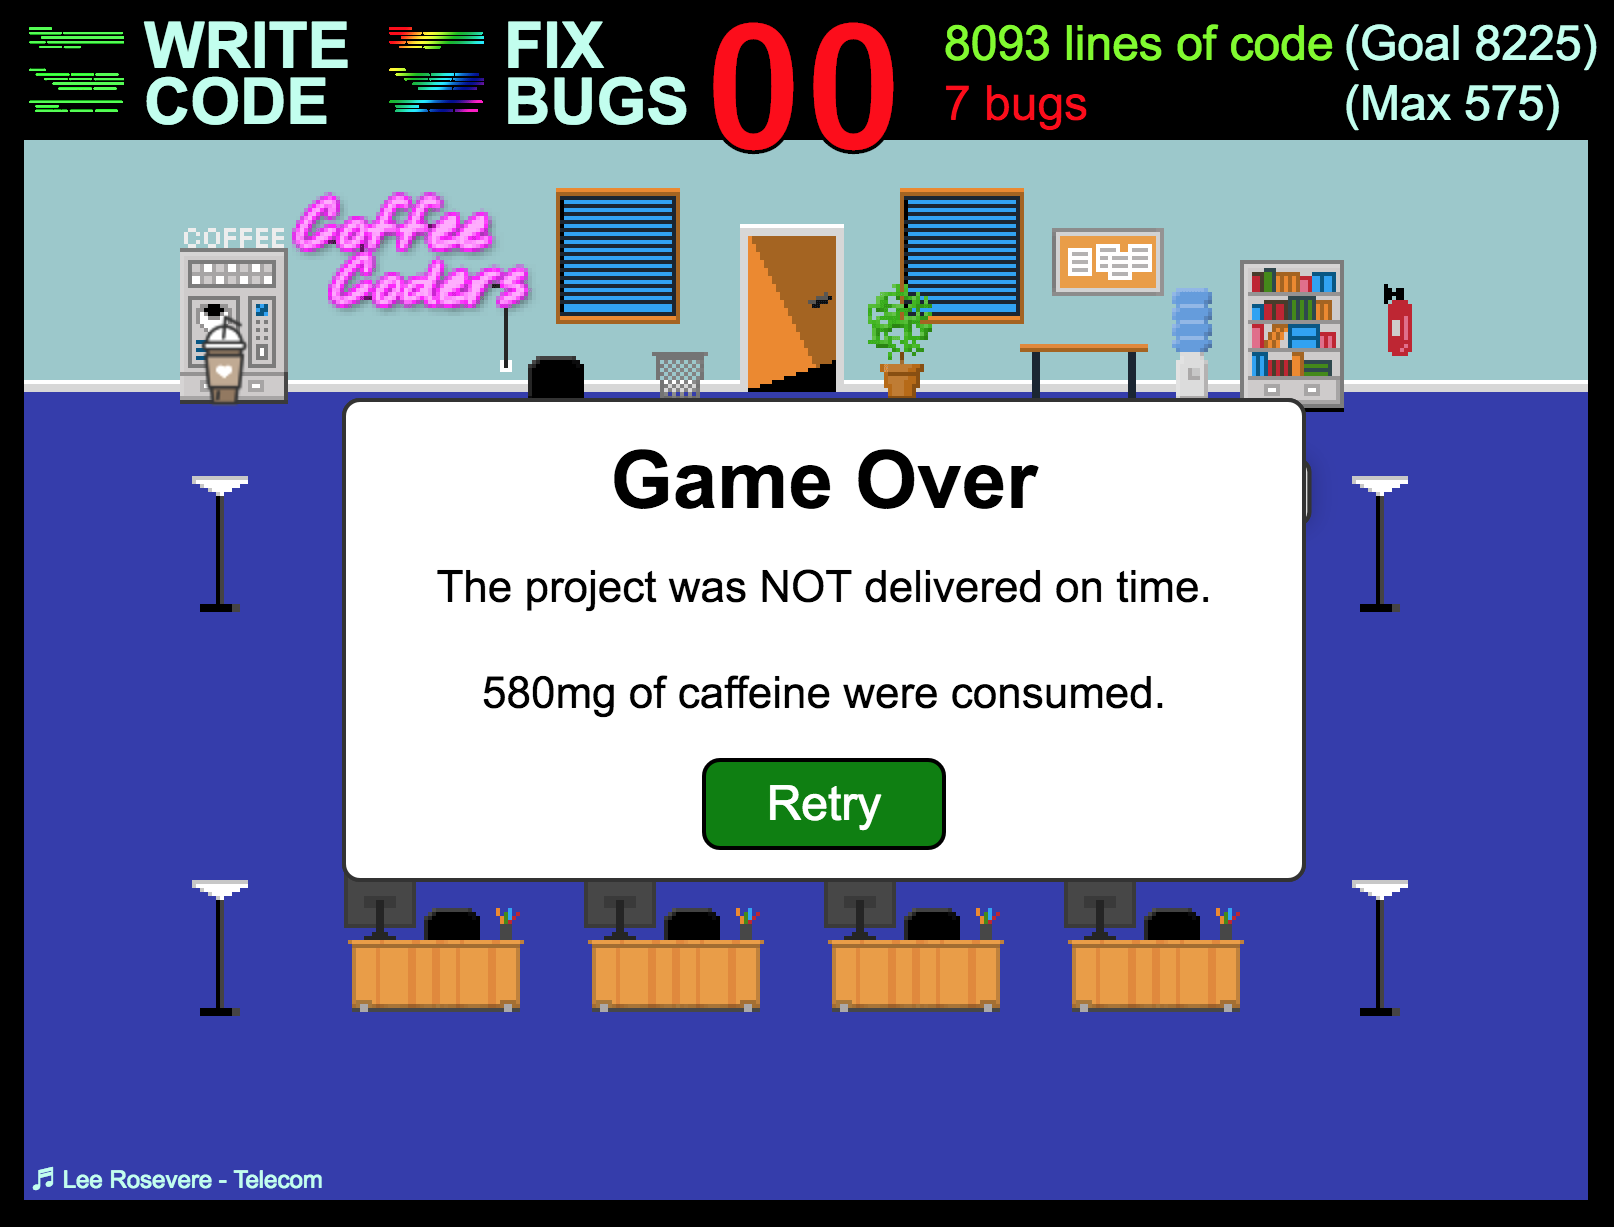 WRITE
CODE
FIX
BUGS
00
8093 lines of code (Goal 8225)
7 bugs (Max 575)
COFFEE
Coffee
Coders
Game Over
The project was NOT delivered on time.
580mg of caffeine were consumed.
Retry
🎵 Lee Rosevere - Telecom